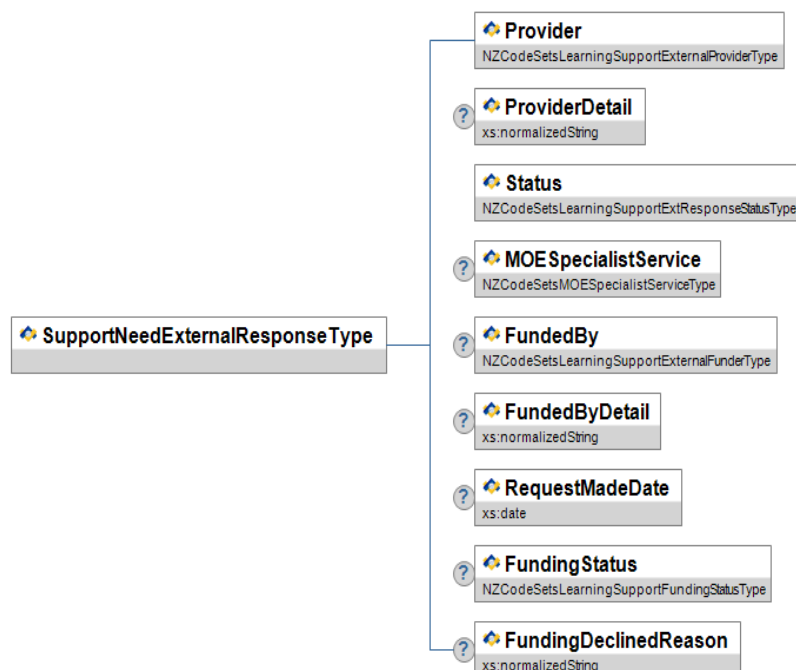 Provider
NZCodeSetsLearningSupportExternalProviderType
?
ProviderDetail
xs:normalizedString
Status
NZCodeSetsLearningSupportExtResponseStatusType
?
MOESpecialistService
NZCodeSetsMOESpecialistServiceType
SupportNeedExternalResponseType
?
FundedBy
NZCodeSetsLearningSupportExternalFunderType
?
FundedByDetail
xs:normalizedString
?
RequestMadeDate
xs:date
?
FundingStatus
NZCodeSetsLearningSupportFundingStatusType
?
FundingDeclinedReason
xs:normalizedString